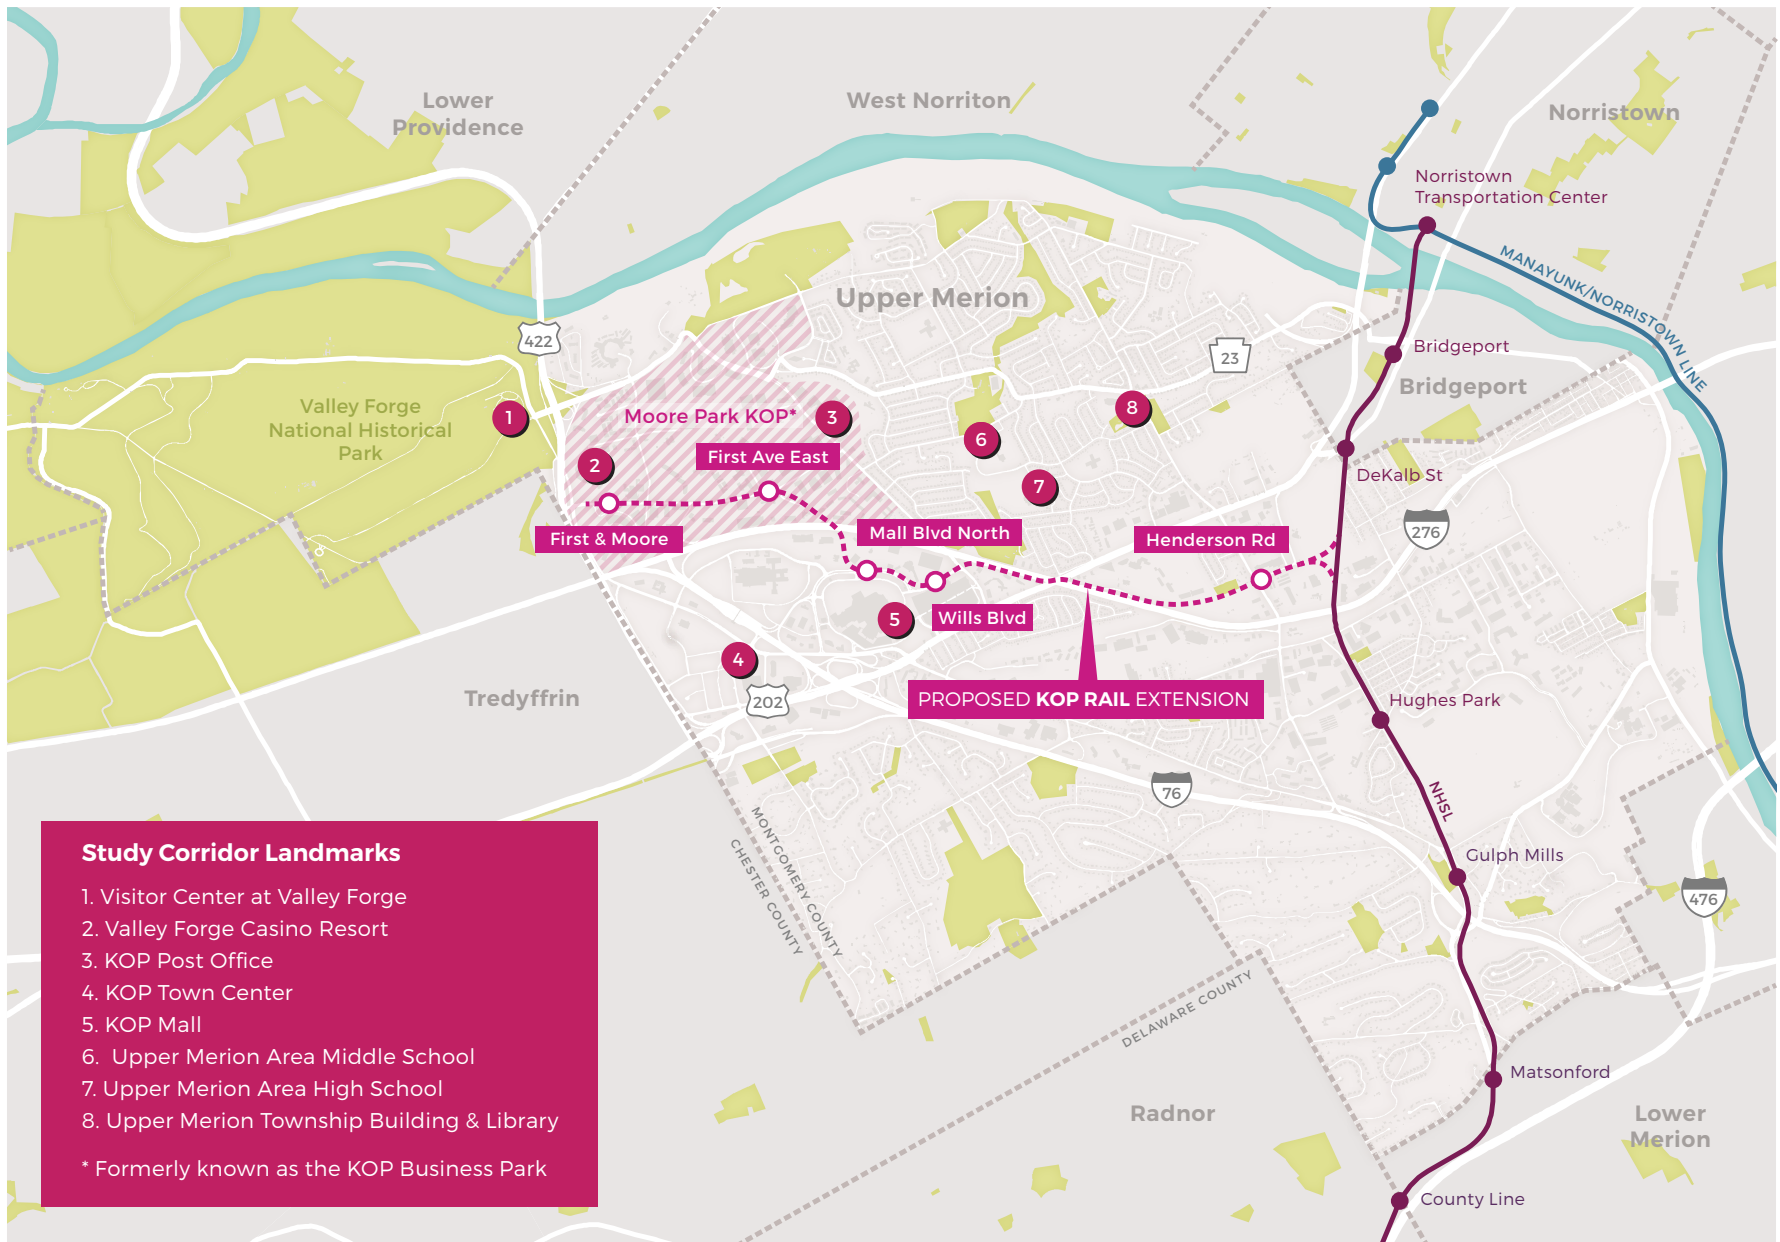 Lower
Providence
West Norriton
Norristown
Norristown
Transportation Center
MANAYUNK/NORRISTOWN LINE
Upper Merion
422
23
Bridgeport
Bridgeport
Valley Forge
National Historical
Park
1
Moore Park KOP*
3
8
First Ave East
6
2
7
DeKalb St
First & Moore
Mall Blvd North
Henderson Rd
276
5
Wills Blvd
4
Tredyffrin
202
PROPOSED KOP RAIL EXTENSION
Hughes Park
76
NHSL
MONTGOMERY COUNTY
CHESTER COUNTY
Gulph Mills
476
DELAWARE COUNTY
Matsonford
Radnor
Lower
Merion
County Line
Study Corridor Landmarks
1. Visitor Center at Valley Forge
2. Valley Forge Casino Resort
3. KOP Post Office
4. KOP Town Center
5. KOP Mall
6. Upper Merion Area Middle School
7. Upper Merion Area High School
8. Upper Merion Township Building & Library
* Formerly known as the KOP Business Park